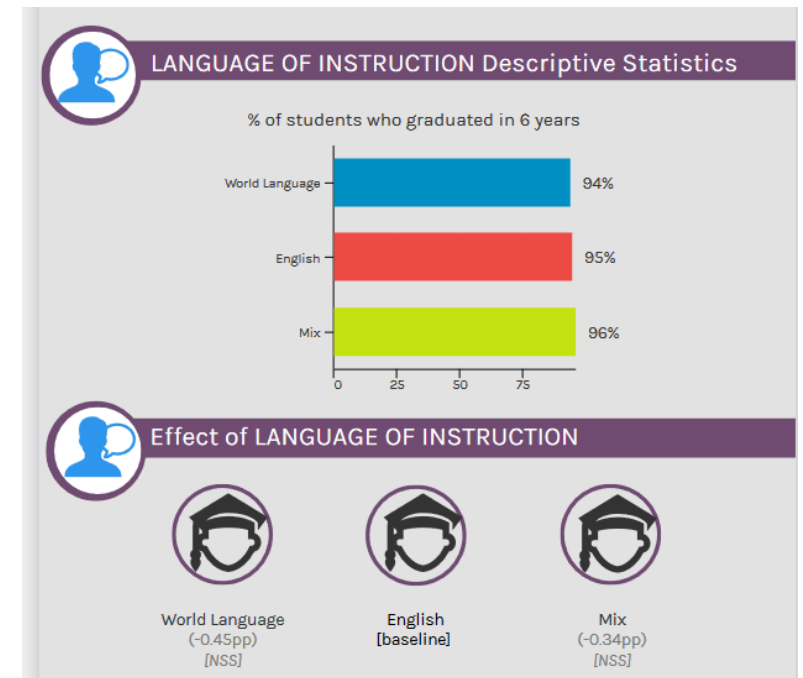 LANGUAGE OF INSTRUCTION Descriptive Statistics
% of students who graduated in 6 years
World Language 94%
English 95%
Mix 96%
0 25 50 75
Effect of LANGUAGE OF INSTRUCTION
World Language English Mix
(-0.45pp) [baseline] (-0.34pp)
[NSS] [NSS]